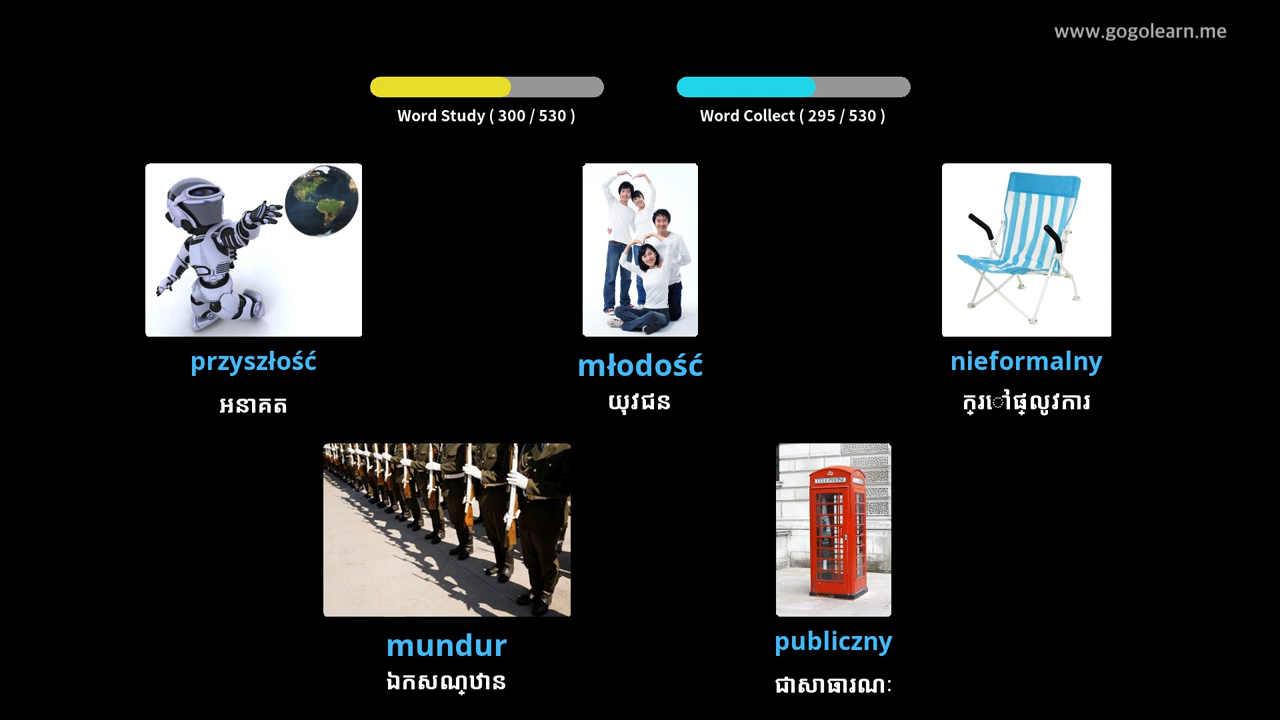 www.gogolearn.me
Word Study ( 300 / 530 )
Word Collect ( 295 / 530 )
przyszłość
młodość
nieformalny
អនាគត
យុវជន
ក្រៅផ្លូវការ
TELEPHONE
mundur
publiczny
ឯកសណ្ឋាន
ជាសាធារណៈ